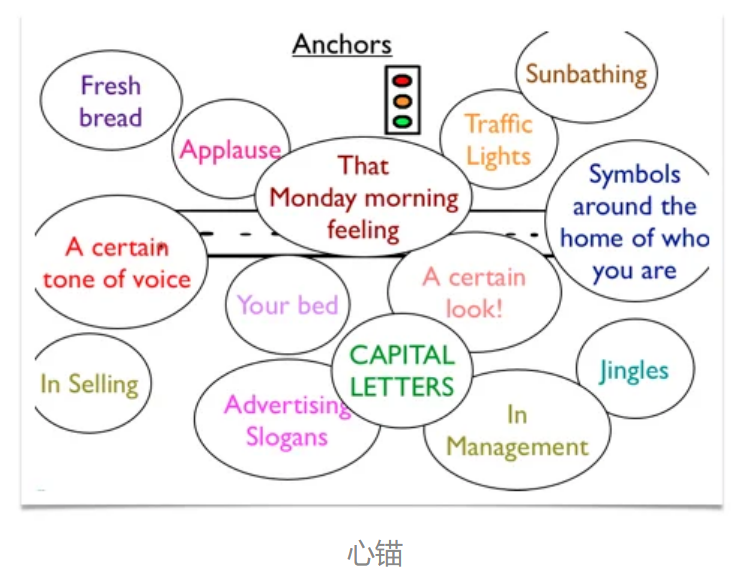 Anchors
Fresh
bread
Sunbathing
Applause
Traffic
Lights
That
Monday morning
feeling
Symbols
around the
home of who
you are
A certain
tone of voice
Your bed
A certain
look!
CAPITAL
LETTERS
In Selling
Jingles
Advertising
Slogans
In
Management
心锚